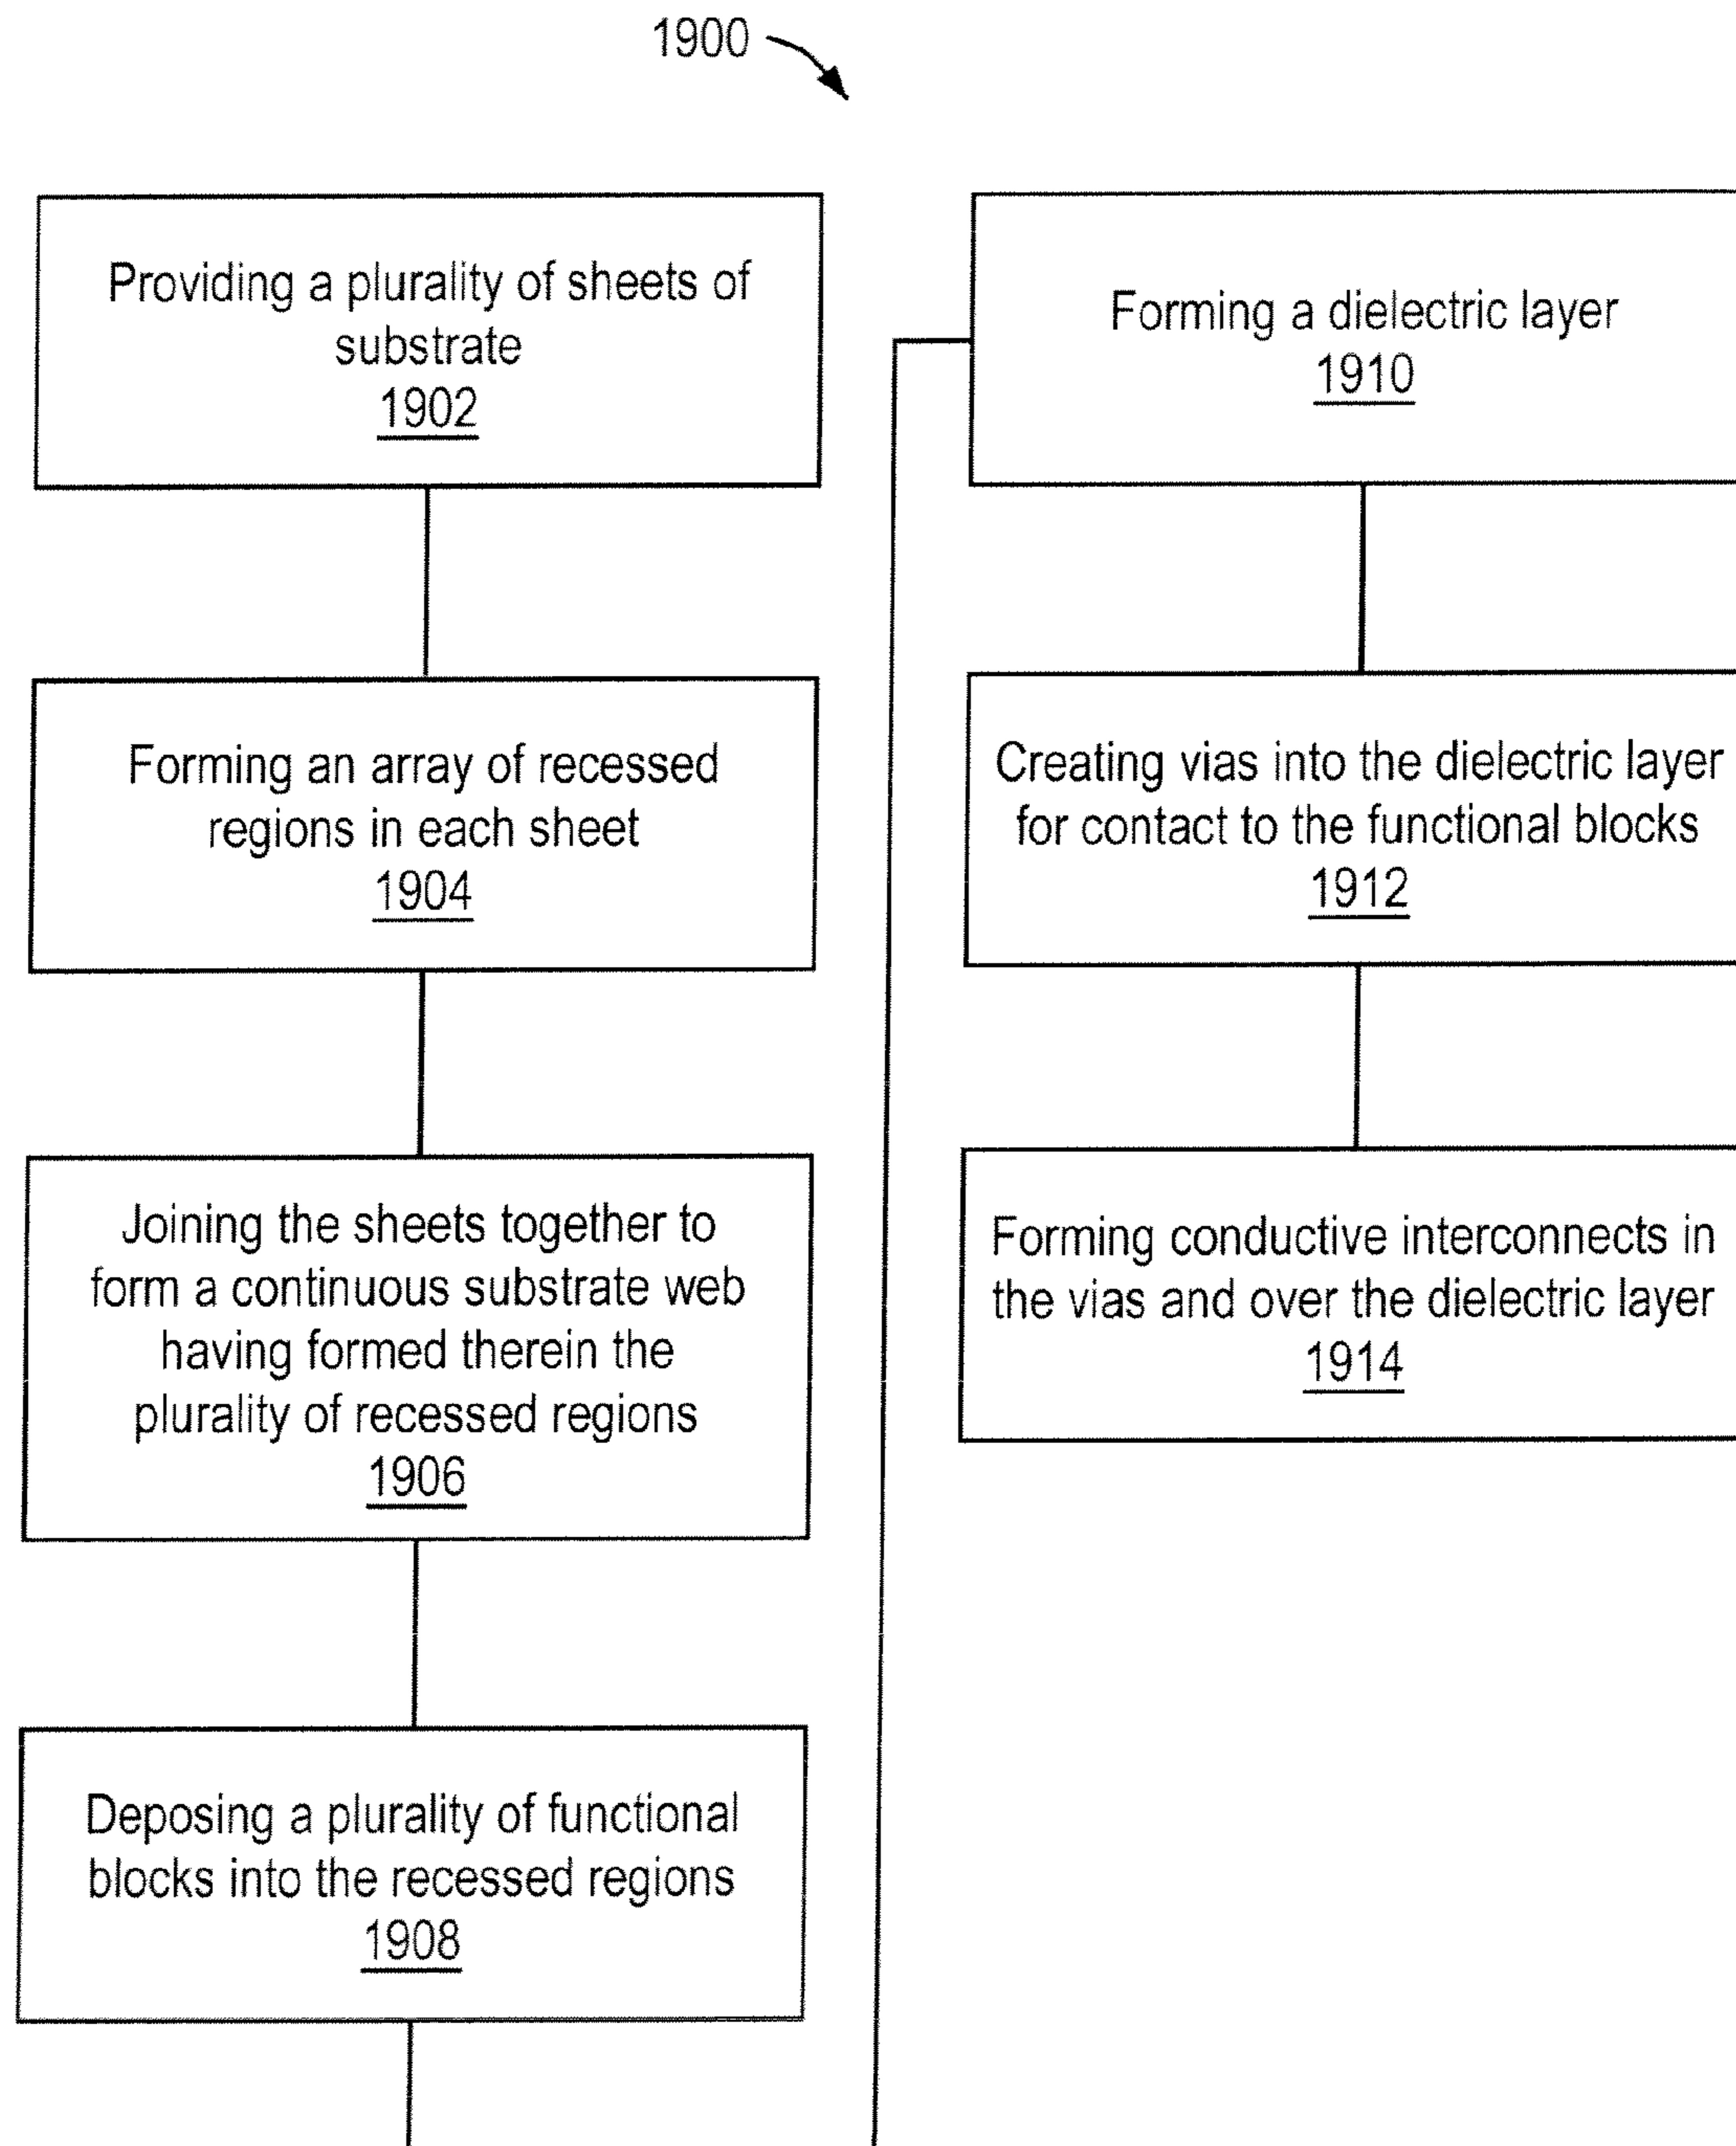 1900
Providing a plurality of sheets of
substrate
1902
Forming an array of recessed
regions in each sheet
1904
Joining the sheets together to
form a continuous substrate web
having formed therein the
plurality of recessed regions
1906
Deposing a plurality of functional
blocks into the recessed regions
1908
Forming a dielectric layer
1910
Creating vias into the dielectric layer
for contact to the functional blocks
1912
Forming conductive interconnects in
the vias and over the dielectric layer
1914